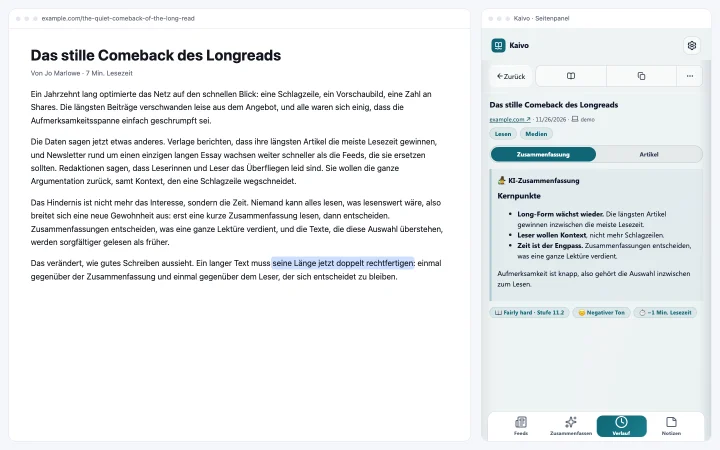 example.com/the-quiet-comeback-of-the-long-read
Das stille Comeback des Longreads
Von Jo Marlowe · 7 Min. Lesezeit
Ein Jahrzehnt lang optimierte das Netz auf den schnellen Blick: eine Schlagzeile, ein Vorschaubild, eine Zahl an
Shares. Die längsten Beiträge verschwanden leise aus dem Angebot, und alle waren sich einig, dass die
Aufmerksamkeitsspanne einfach geschrumpft sei.
Die Daten sagen jetzt etwas anderes. Verlage berichten, dass ihre längsten Artikel die meiste Lesezeit gewinnen,
und Newsletter rund um einen einzigen langen Essay wachsen weiter schneller als die Feeds, die sie ersetzen
sollten. Redaktionen sagen, dass Leserinnen und Leser das Überfliegen leid sind. Sie wollen die ganze
Argumentation zurück, samt Kontext, den eine Schlagzeile wegschneidet.
Das Hindernis ist nicht mehr das Interesse, sondern die Zeit. Niemand kann alles lesen, was lesenswert wäre, also
breitet sich eine neue Gewohnheit aus: erst eine kurze Zusammenfassung lesen, dann entscheiden.
Zusammenfassungen entscheiden, was eine ganze Lektüre verdient, und die Texte, die diese Auswahl überstehen,
werden sorgfältiger gelesen als früher.
Das verändert, wie gutes Schreiben aussieht. Ein langer Text muss seine Länge jetzt doppelt rechtfertigen: einmal
gegenüber der Zusammenfassung und einmal gegenüber dem Leser, der sich entscheidet zu bleiben.
Kaivo · Seitenpanel
Kaivo
← Zurück
Das stille Comeback des Longreads
example.com ↗ · 11/26/2026 · demo
Lesen
Medien
Zusammenfassung
Artikel
KI-Zusammenfassung
Kernpunkte
• Long-Form wächst wieder. Die längsten Artikel
gewinnen inzwischen die meiste Lesezeit.
• Leser wollen Kontext, nicht mehr Schlagzeilen.
• Zeit ist der Engpass. Zusammenfassungen entscheiden,
was eine ganze Lektüre verdient.
Aufmerksamkeit ist knapp, also gehört die Auswahl inzwischen
zum Lesen.
Fairly hard · Stufe 11.2
Negativer Ton
~1 Min. Lesezeit
Feeds
Zusammenfassen
Verlauf
Notizen